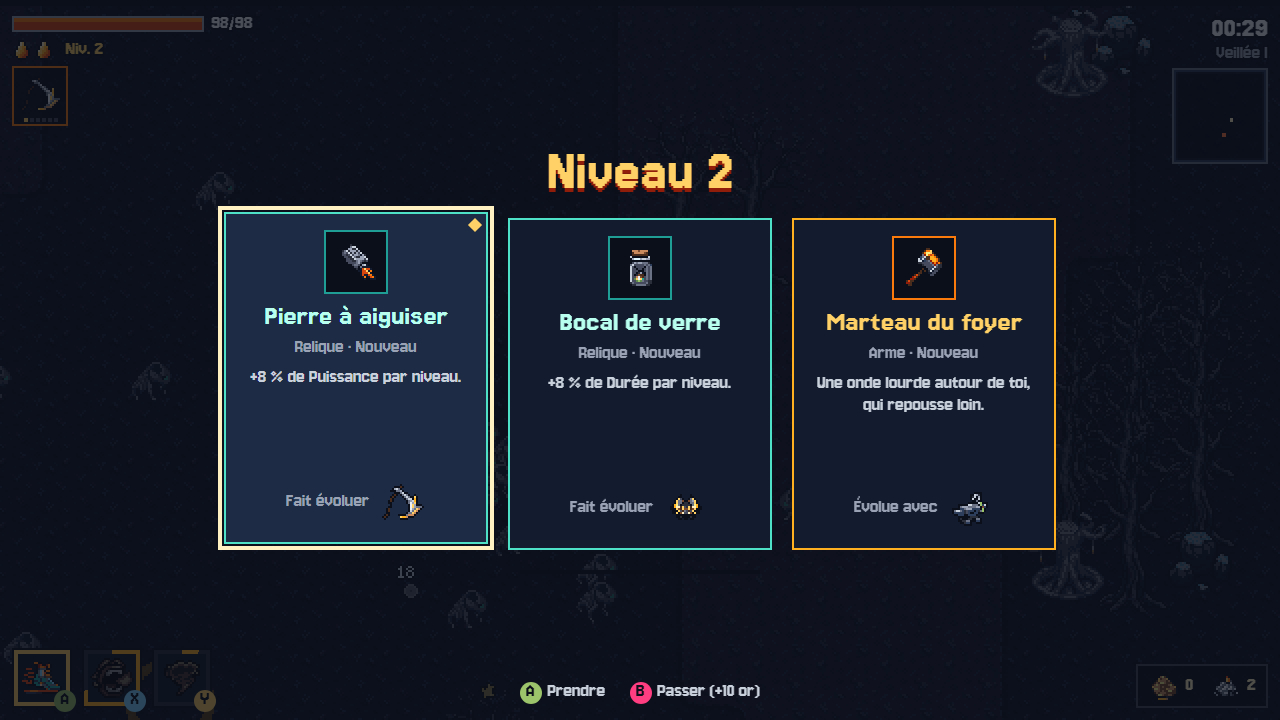 98/98
Niv. 2
00:29
Veillée I
Niveau 2
Pierre à aiguiser
Relique · Nouveau
+8 % de Puissance par niveau.
Fait évoluer
Bocal de verre
Relique · Nouveau
+8 % de Durée par niveau.
Fait évoluer
Marteau du foyer
Arme · Nouveau
Une onde lourde autour de toi,
qui repousse loin.
Évolue avec
18
A
X
Y
A Prendre
B Passer (+10 or)
0
2